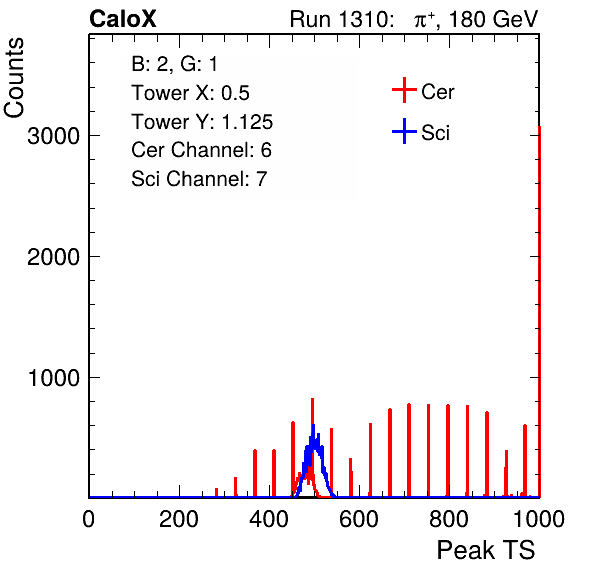 CaloX Run 1310: π⁺, 180 GeV
Counts
B: 2, G: 1
Tower X: 0.5
Tower Y: 1.125
Cer Channel: 6
Sci Channel: 7
Cer
Sci
3000
2000
1000
0 200 400 600 800 1000
Peak TS